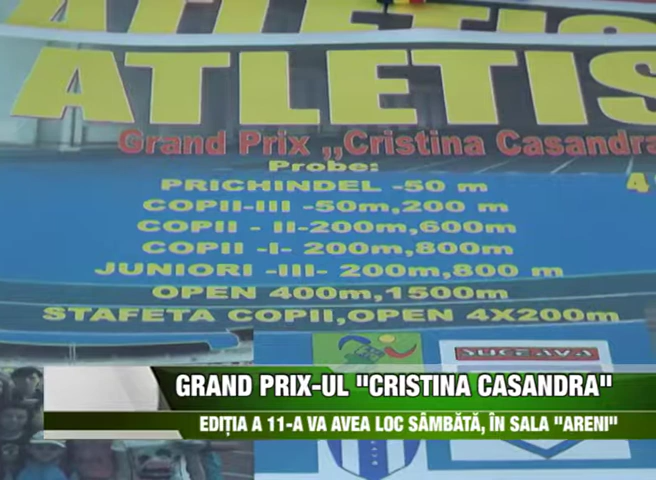 ATLETIS
ATLETIS
Grand Prix ,,Cristina Casandra
Probe:
PRICHINDEL -50 m
4
COPII-III -50m,200 m
COPII - II-200m,600m
COPII -I- 200m,800m
JUNIORI -III- 200m,800 m
OPEN 400m,1500m
STAFETA COPII,OPEN 4X200m
SUCEAVA
GRAND PRIX-UL "CRISTINA CASANDRA"
EDIȚIA A 11-A VA AVEA LOC SÂMBĂTĂ, ÎN SALA "ARENI"